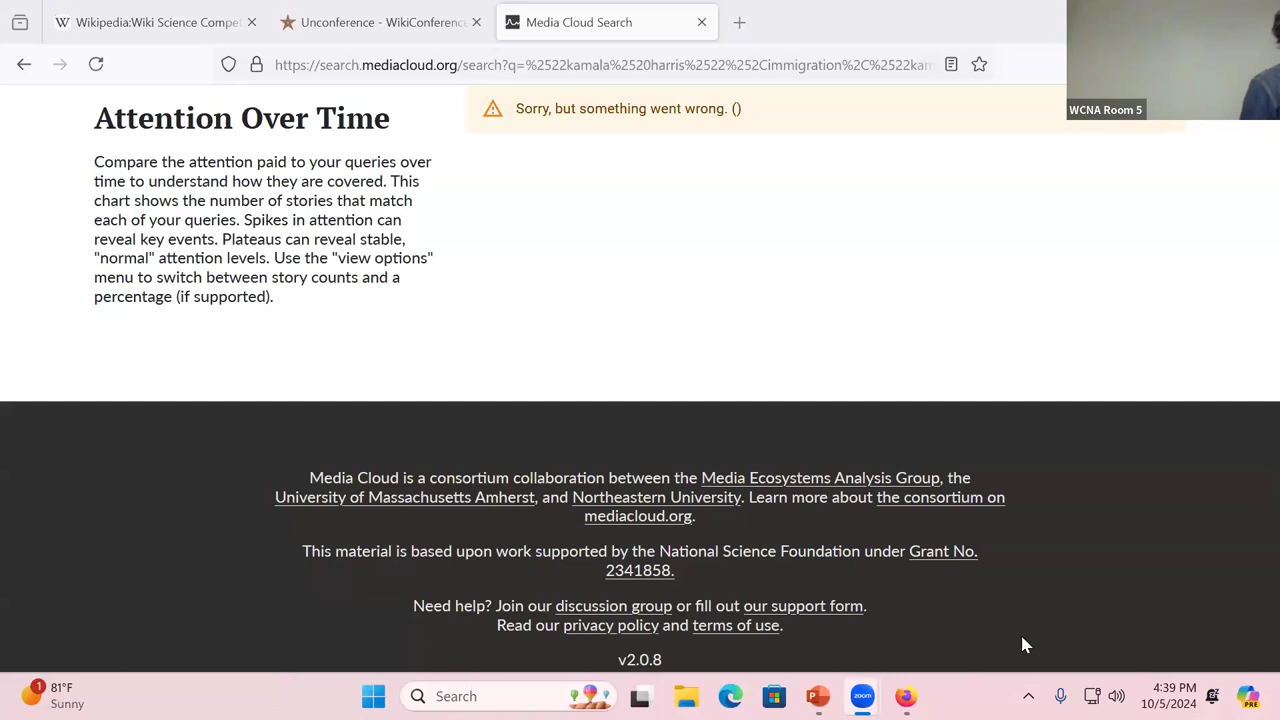 Wikipedia:Wiki Science Compet
Unconference - WikiConference
Media Cloud Search
https://search.mediacloud.org/search?q=%2522kamala%2520harris%2522%252Cimmigration%2C%2522kam
WCNA Room 5
Attention Over Time
Sorry, but something went wrong. ()
Compare the attention paid to your queries over
time to understand how they are covered. This
chart shows the number of stories that match
each of your queries. Spikes in attention can
reveal key events. Plateaus can reveal stable,
"normal" attention levels. Use the "view options"
menu to switch between story counts and a
percentage (if supported).
Media Cloud is a consortium collaboration between the Media Ecosystems Analysis Group, the
University of Massachusetts Amherst, and Northeastern University. Learn more about the consortium on
mediacloud.org.
This material is based upon work supported by the National Science Foundation under Grant No.
2341858.
Need help? Join our discussion group or fill out our support form.
Read our privacy policy and terms of use.
v2.0.8
1
81°F
Sunny
Search
zoom
4:39 PM
10/5/2024
PRE